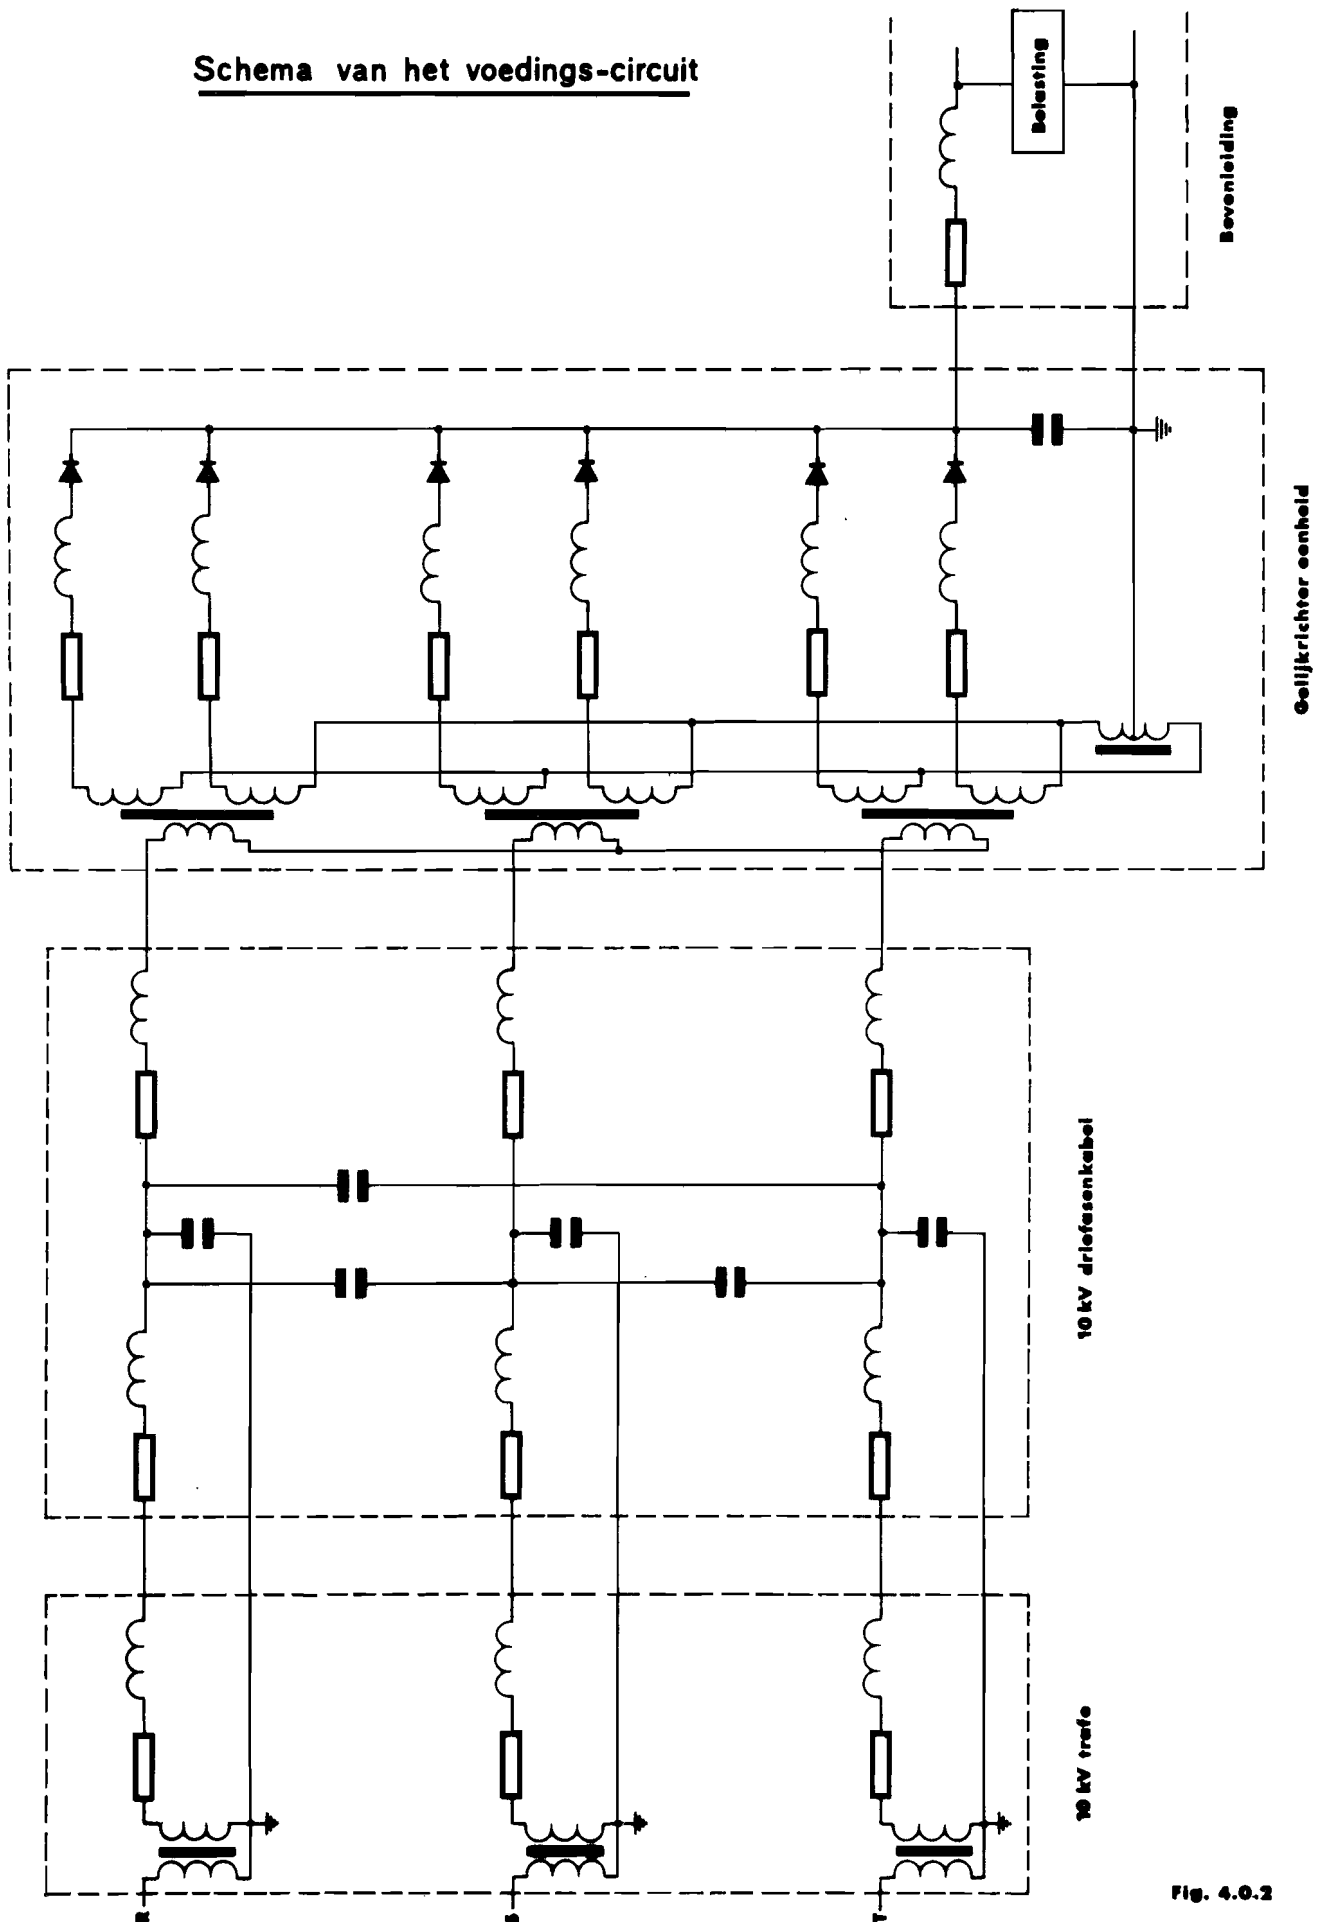 Schema van het voedings-circuit
Belasting
Bovenleiding
Gelijkrichter eenheid
10 kV driefasenkabel
10 kV trafo
R
S
T
Fig. 4.0.2